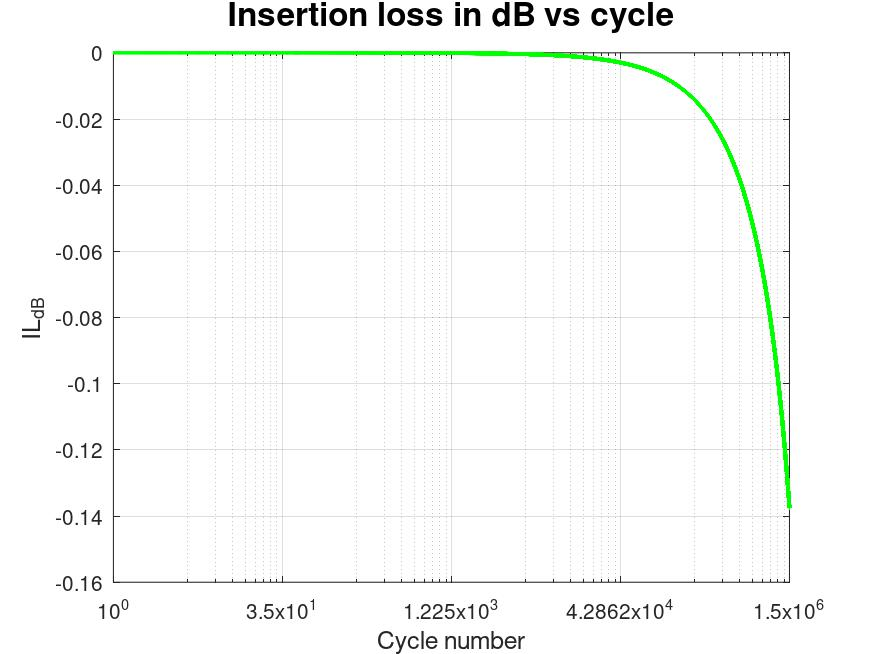 Insertion loss in dB vs cycle
0
-0.02
-0.04
-0.06
-0.08
-0.1
-0.12
-0.14
-0.16
IL_dB
10^0 3.5x10^1 1.225x10^3 4.2862x10^4 1.5x10^6
Cycle number